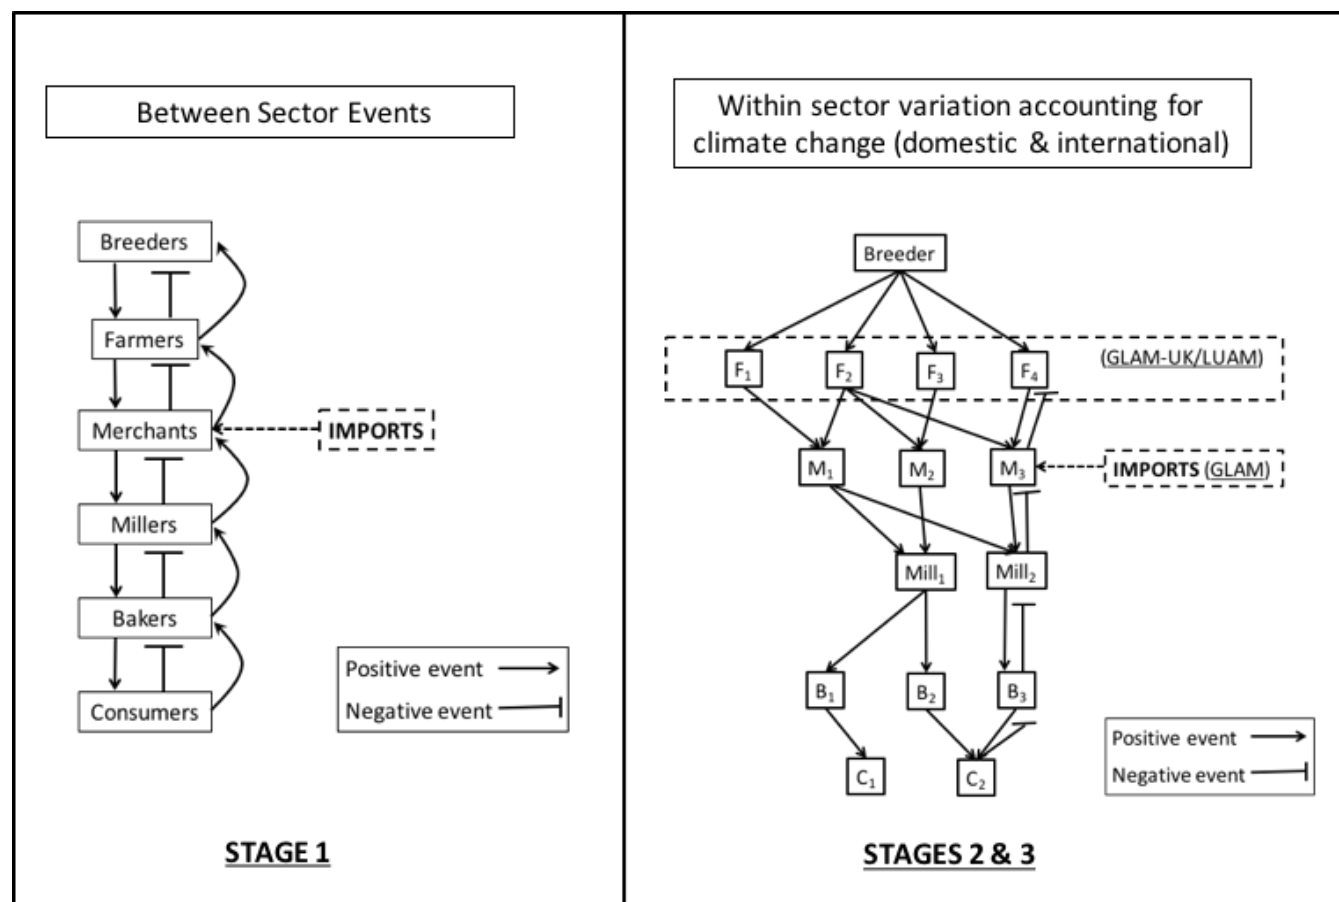 Between Sector Events
Breeders
Farmers
Merchants
IMPORTS
Millers
Bakers
Consumers
Positive event
Negative event
STAGE 1
Within sector variation accounting for
climate change (domestic & international)
Breeder
(GLAM-UK/LUAM)
F₁ F₂ F₃ F₄
M₁ M₂ M₃
IMPORTS (GLAM)
Mill₁ Mill₂
B₁ B₂ B₃
C₁ C₂
Positive event
Negative event
STAGES 2 & 3